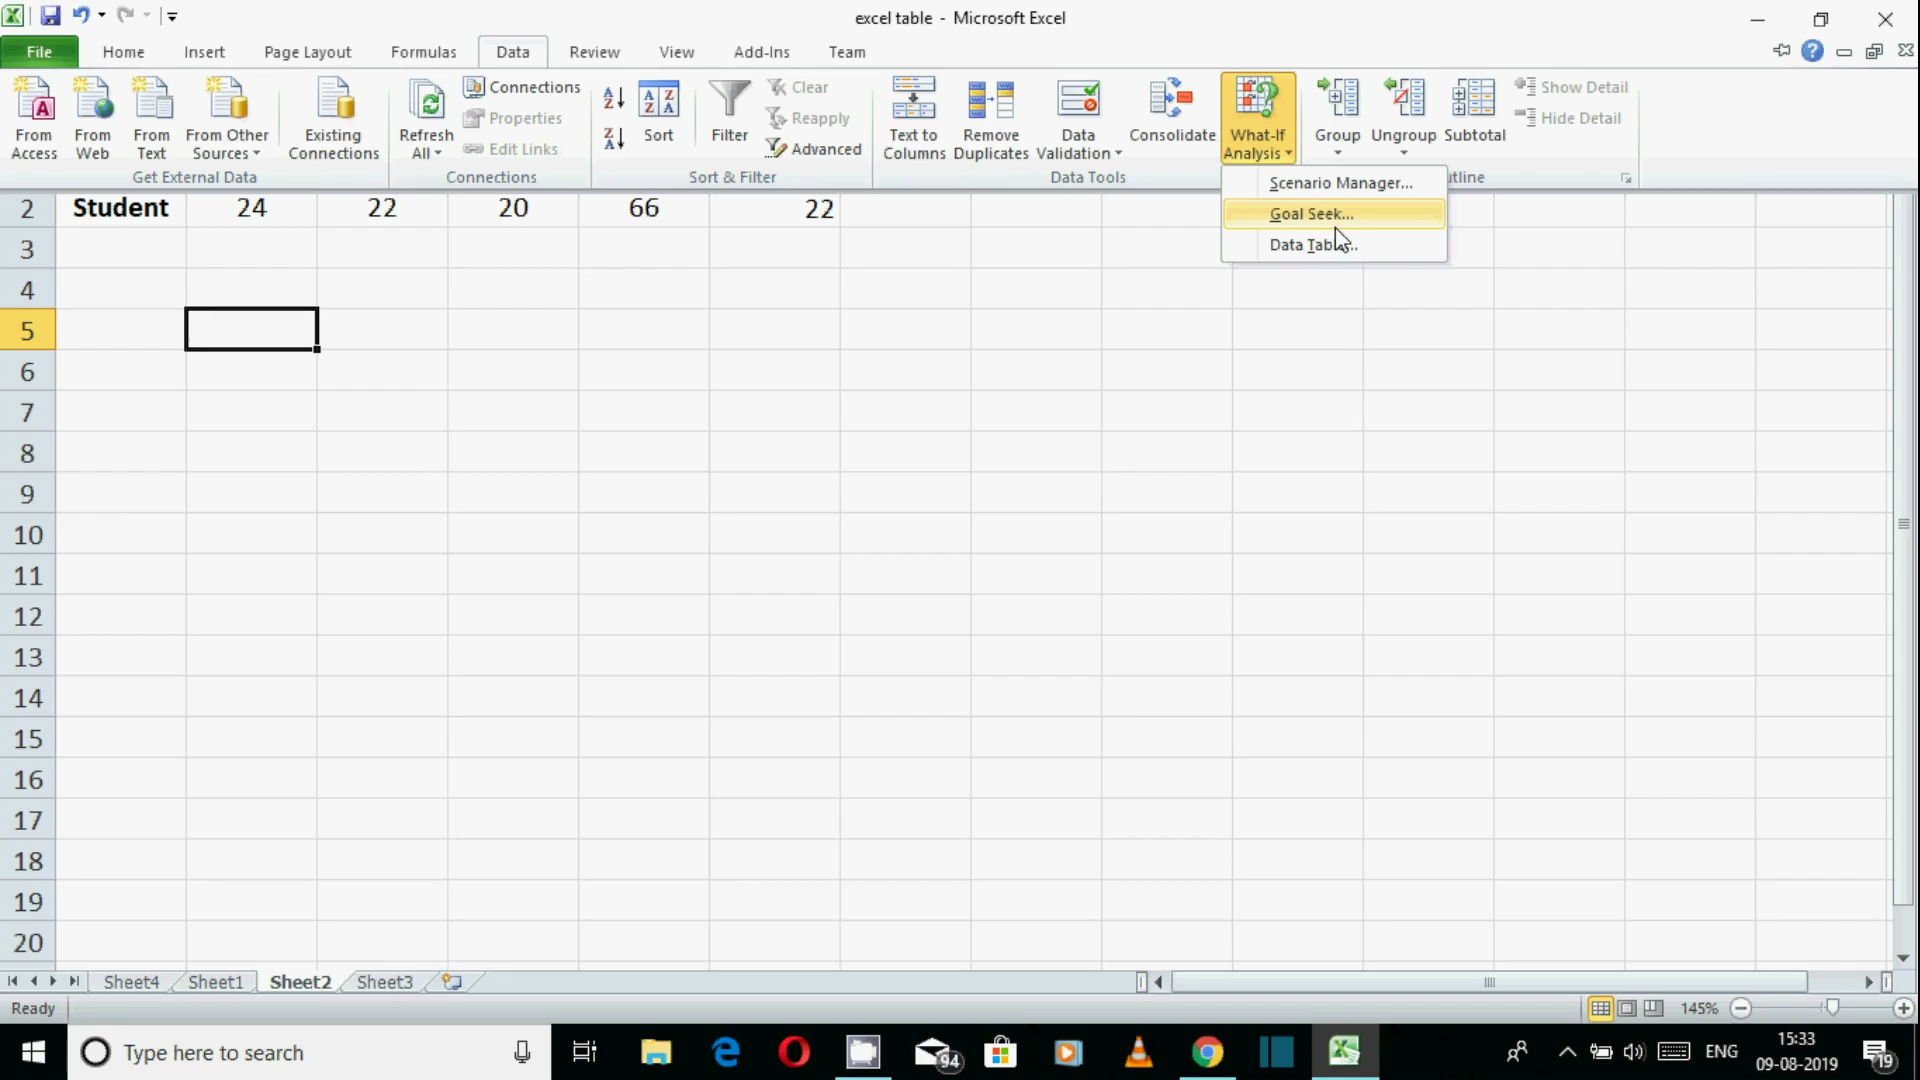 excel table - Microsoft Excel
File Home Insert Page Layout Formulas Data Review View Add-Ins Team
From Access
From Web
From Text
From Other Sources
Existing Connections
Get External Data
Refresh All
Connections
Properties
Edit Links
Connections
Sort
Filter
Clear
Reapply
Advanced
Sort & Filter
Text to Columns
Remove Duplicates
Data Validation
Consolidate
What-If Analysis
Data Tools
Group
Ungroup
Subtotal
Show Detail
Hide Detail
Scenario Manager...
Goal Seek...
2 Student 24 22 20 66 22
3
4
5
6
7
8
9
10
11
12
13
14
15
16
17
18
19
20
Sheet4 Sheet1 Sheet2 Sheet3
Ready 145%
Type here to search
94
ENG
15:33
09-08-2019
19